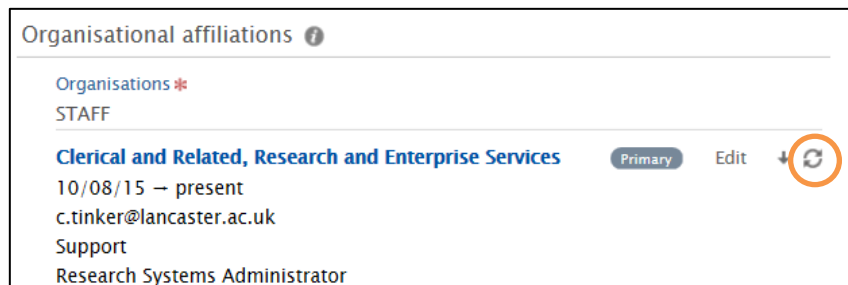 Organisational affiliations
Organisations *
STAFF
Clerical and Related, Research and Enterprise Services Primary Edit
10/08/15 → present
c.tinker@lancaster.ac.uk
Support
Research Systems Administrator